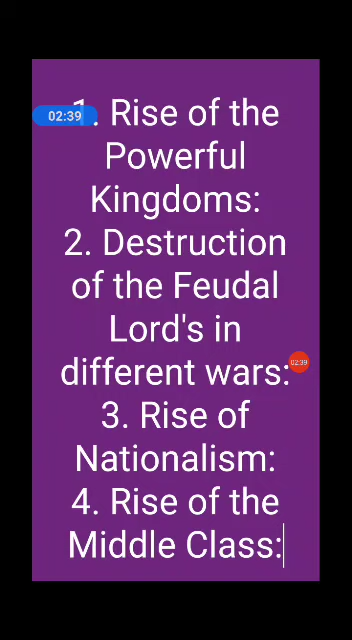 1. Rise of the
02:39
Powerful
Kingdoms:
2. Destruction
of the Feudal
Lord's in
different wars:
02:39
3. Rise of
Nationalism:
4. Rise of the
Middle Class: